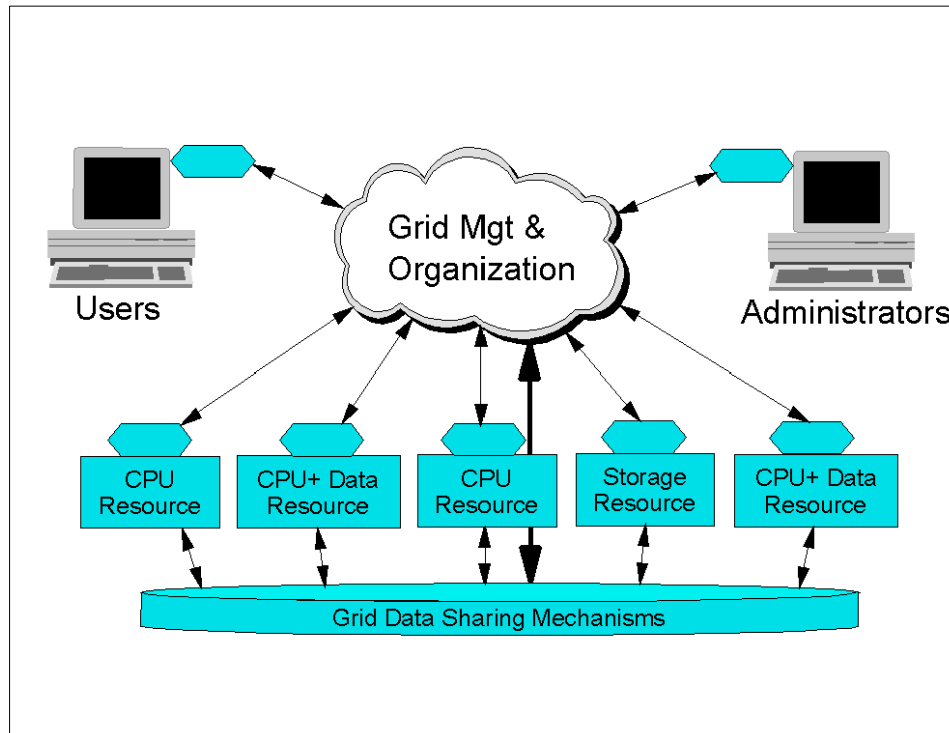 Grid Mgt &
Organization
Users
Administrators
CPU
Resource
CPU+ Data
Resource
CPU
Resource
Storage
Resource
CPU+ Data
Resource
Grid Data Sharing Mechanisms